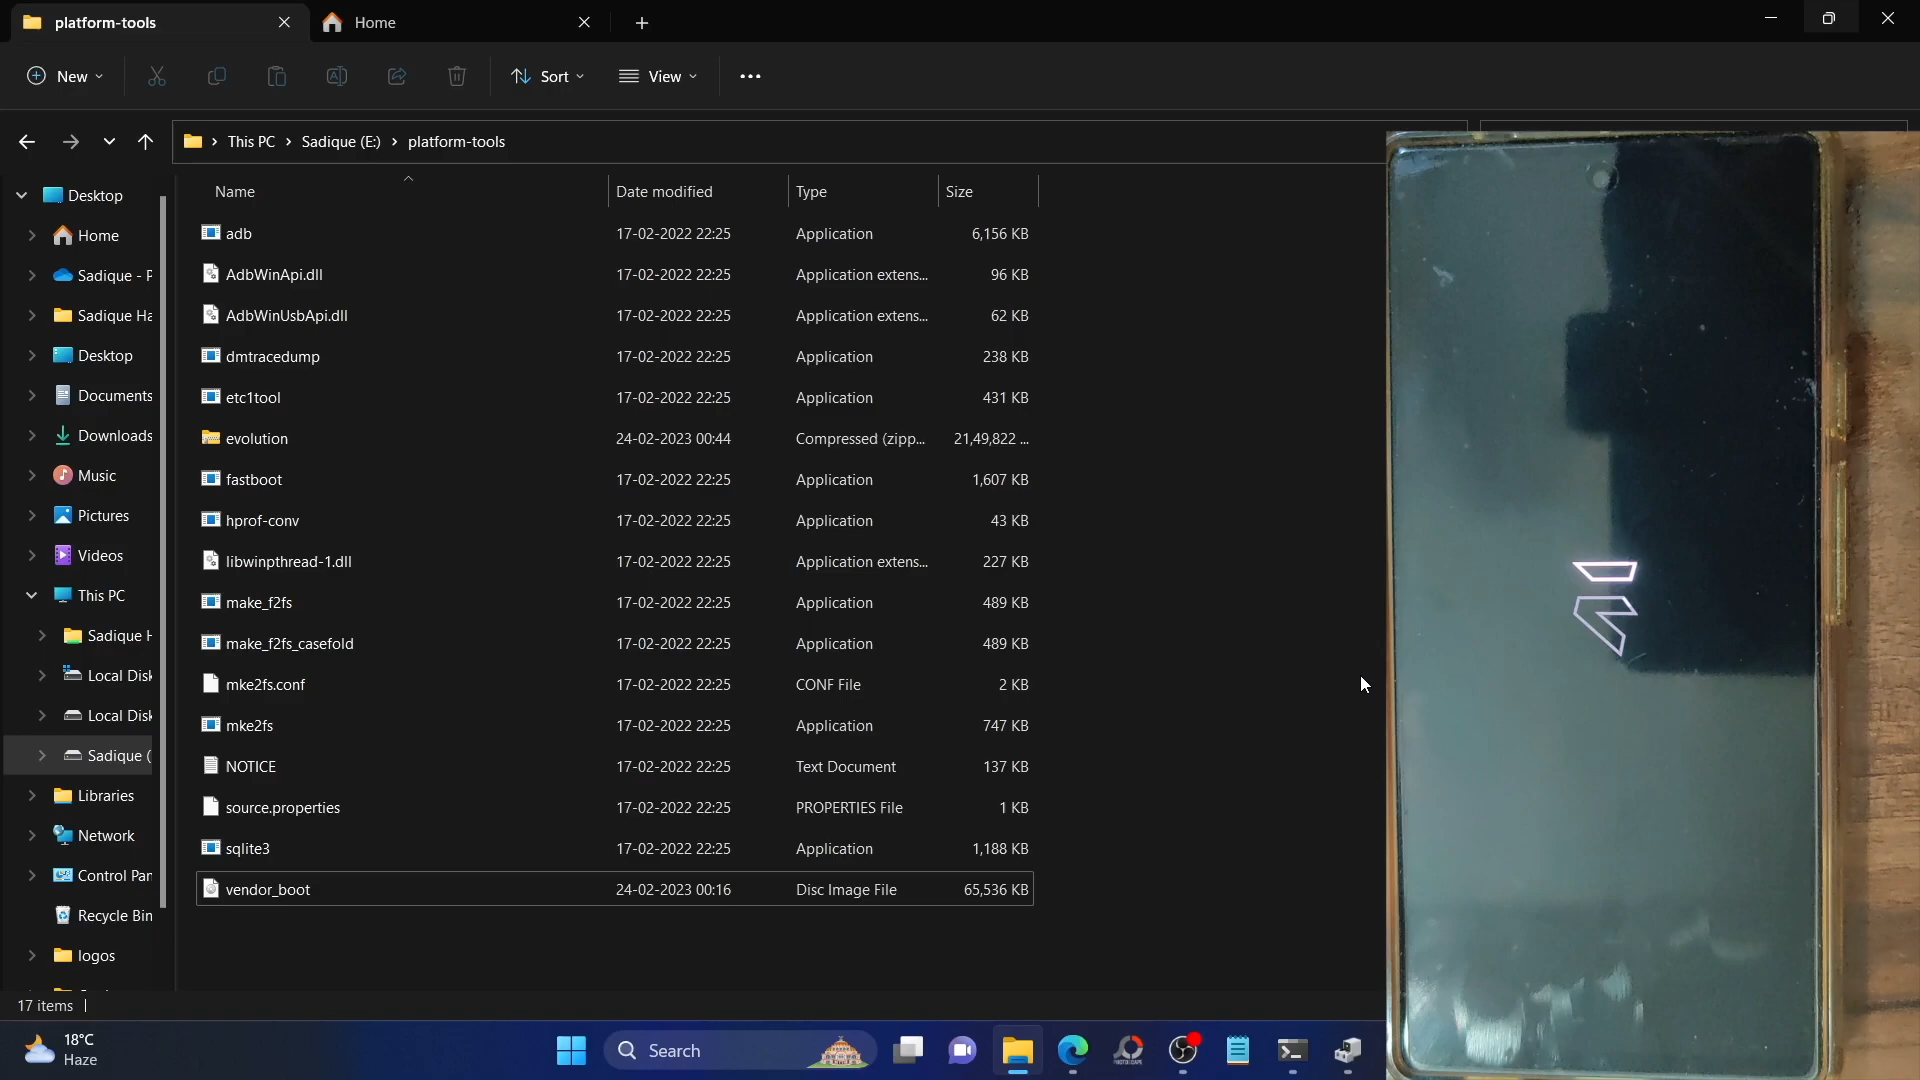 platform-tools
Home
New
Sort
View
This PC
Sadique (E:)
platform-tools
Name
Date modified
Type
Size
Desktop
Home
Sadique - P
Sadique Ha
Desktop
Documents
Downloads
Music
Pictures
Videos
This PC
Sadique H
Local Disk
Local Disk
Sadique (
Libraries
Network
Control Pan
Recycle Bin
logos
adb 17-02-2022 22:25 Application 6,156 KB
AdbWinApi.dll 17-02-2022 22:25 Application extens... 96 KB
AdbWinUsbApi.dll 17-02-2022 22:25 Application extens... 62 KB
dmtracedump 17-02-2022 22:25 Application 238 KB
etc1tool 17-02-2022 22:25 Application 431 KB
evolution 24-02-2023 00:44 Compressed (zipp... 21,49,822 ...
fastboot 17-02-2022 22:25 Application 1,607 KB
hprof-conv 17-02-2022 22:25 Application 43 KB
libwinpthread-1.dll 17-02-2022 22:25 Application extens... 227 KB
make_f2fs 17-02-2022 22:25 Application 489 KB
make_f2fs_casefold 17-02-2022 22:25 Application 489 KB
mke2fs.conf 17-02-2022 22:25 CONF File 2 KB
mke2fs 17-02-2022 22:25 Application 747 KB
NOTICE 17-02-2022 22:25 Text Document 137 KB
source.properties 17-02-2022 22:25 PROPERTIES File 1 KB
sqlite3 17-02-2022 22:25 Application 1,188 KB
vendor_boot 24-02-2023 00:16 Disc Image File 65,536 KB
17 items
18°C
Haze
Search